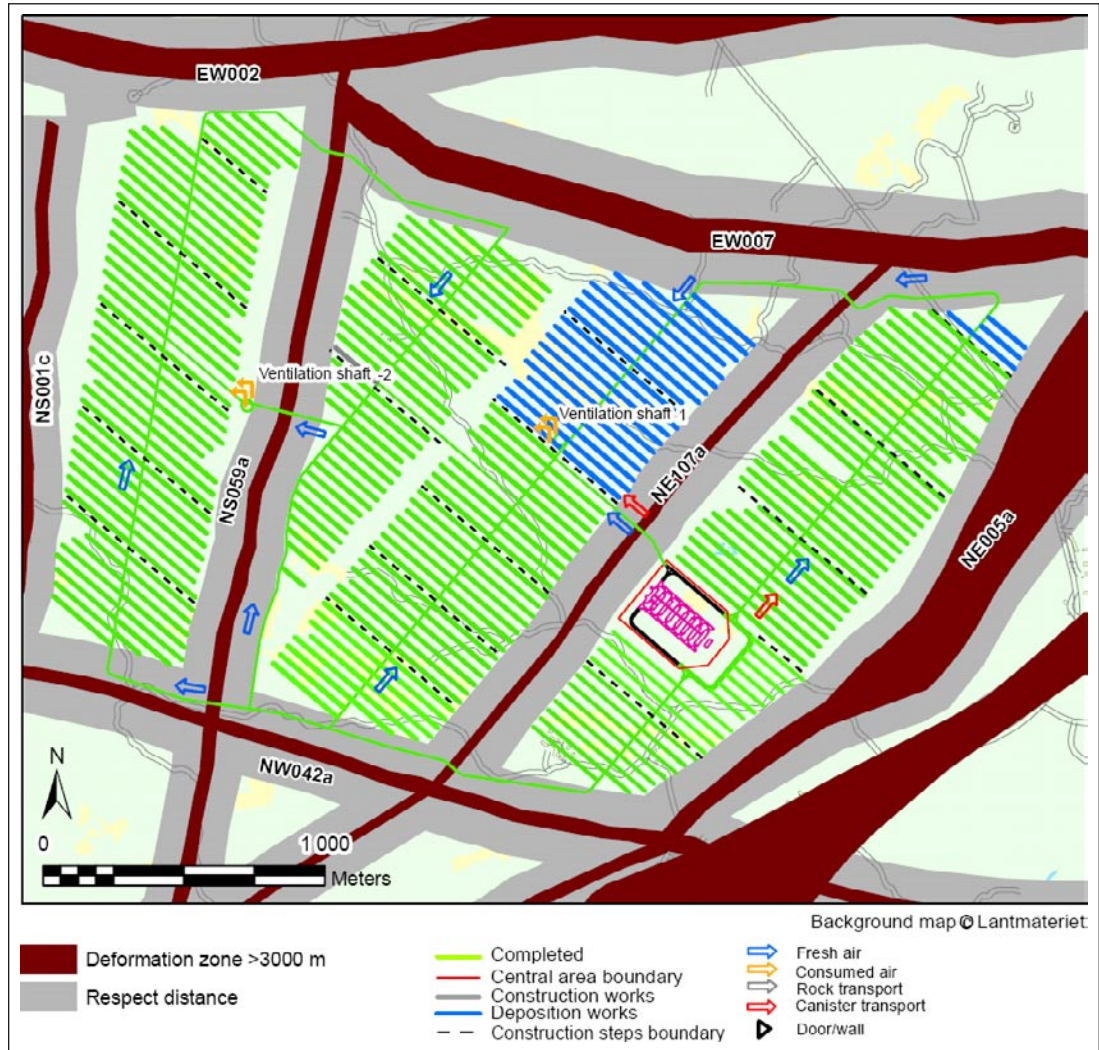 EW002
EW007
NS001c
Ventilation shaft -2
Ventilation shaft 1
NS059a
NE107a
NE005a
NW042a
N
0 1 000
Meters
Background map © Lantmateriet
Deformation zone >3000 m
Respect distance
Completed
Central area boundary
Construction works
Deposition works
Construction steps boundary
Fresh air
Consumed air
Rock transport
Canister transport
Door/wall